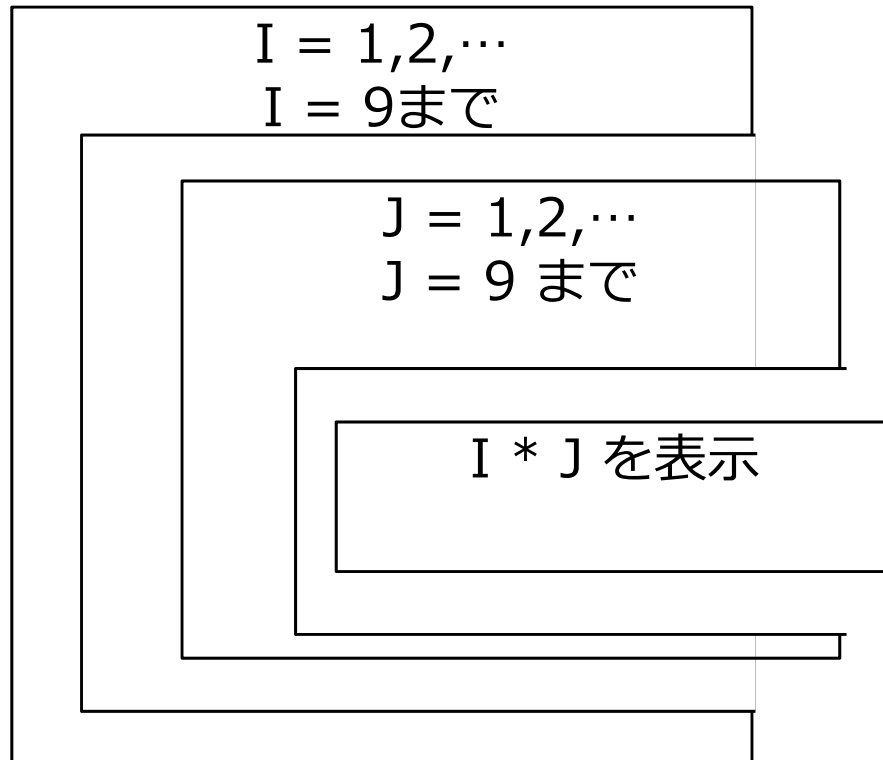 I = 1,2,…
I = 9まで
J = 1,2,…
J = 9 まで
I * J を表示